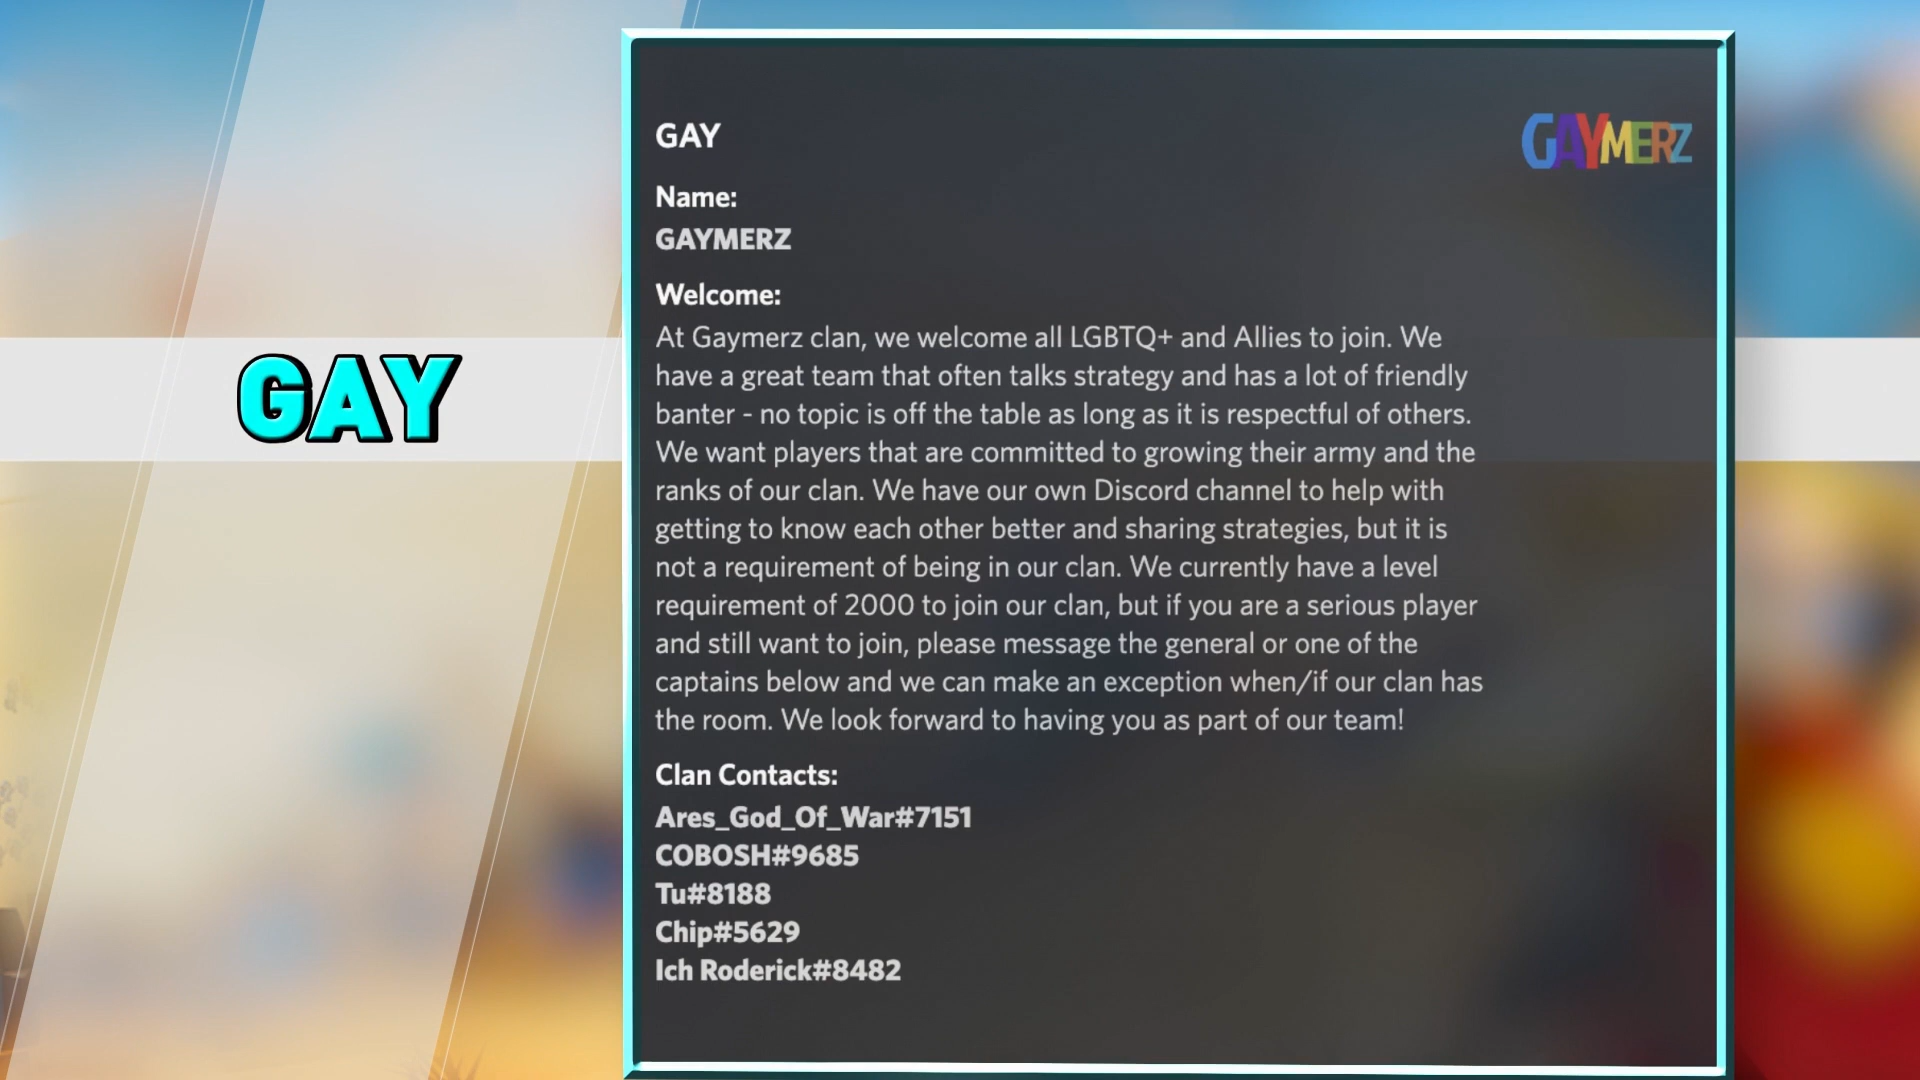 GAY
GAYMERZ
GAY
Name:
GAYMERZ
Welcome:
At Gaymerz clan, we welcome all LGBTQ+ and Allies to join. We
have a great team that often talks strategy and has a lot of friendly
banter - no topic is off the table as long as it is respectful of others.
We want players that are committed to growing their army and the
ranks of our clan. We have our own Discord channel to help with
getting to know each other better and sharing strategies, but it is
not a requirement of being in our clan. We currently have a level
requirement of 2000 to join our clan, but if you are a serious player
and still want to join, please message the general or one of the
captains below and we can make an exception when/if our clan has
the room. We look forward to having you as part of our team!
Clan Contacts:
Ares_God_Of_War#7151
COBOSH#9685
Tu#8188
Chip#5629
Ich Roderick#8482